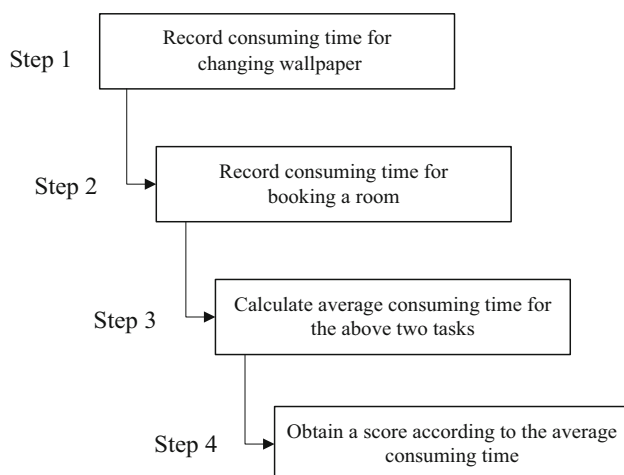 Step 1
Record consuming time for
changing wallpaper
Step 2
Record consuming time for
booking a room
Step 3
Calculate average consuming time for
the above two tasks
Step 4
Obtain a score according to the average
consuming time